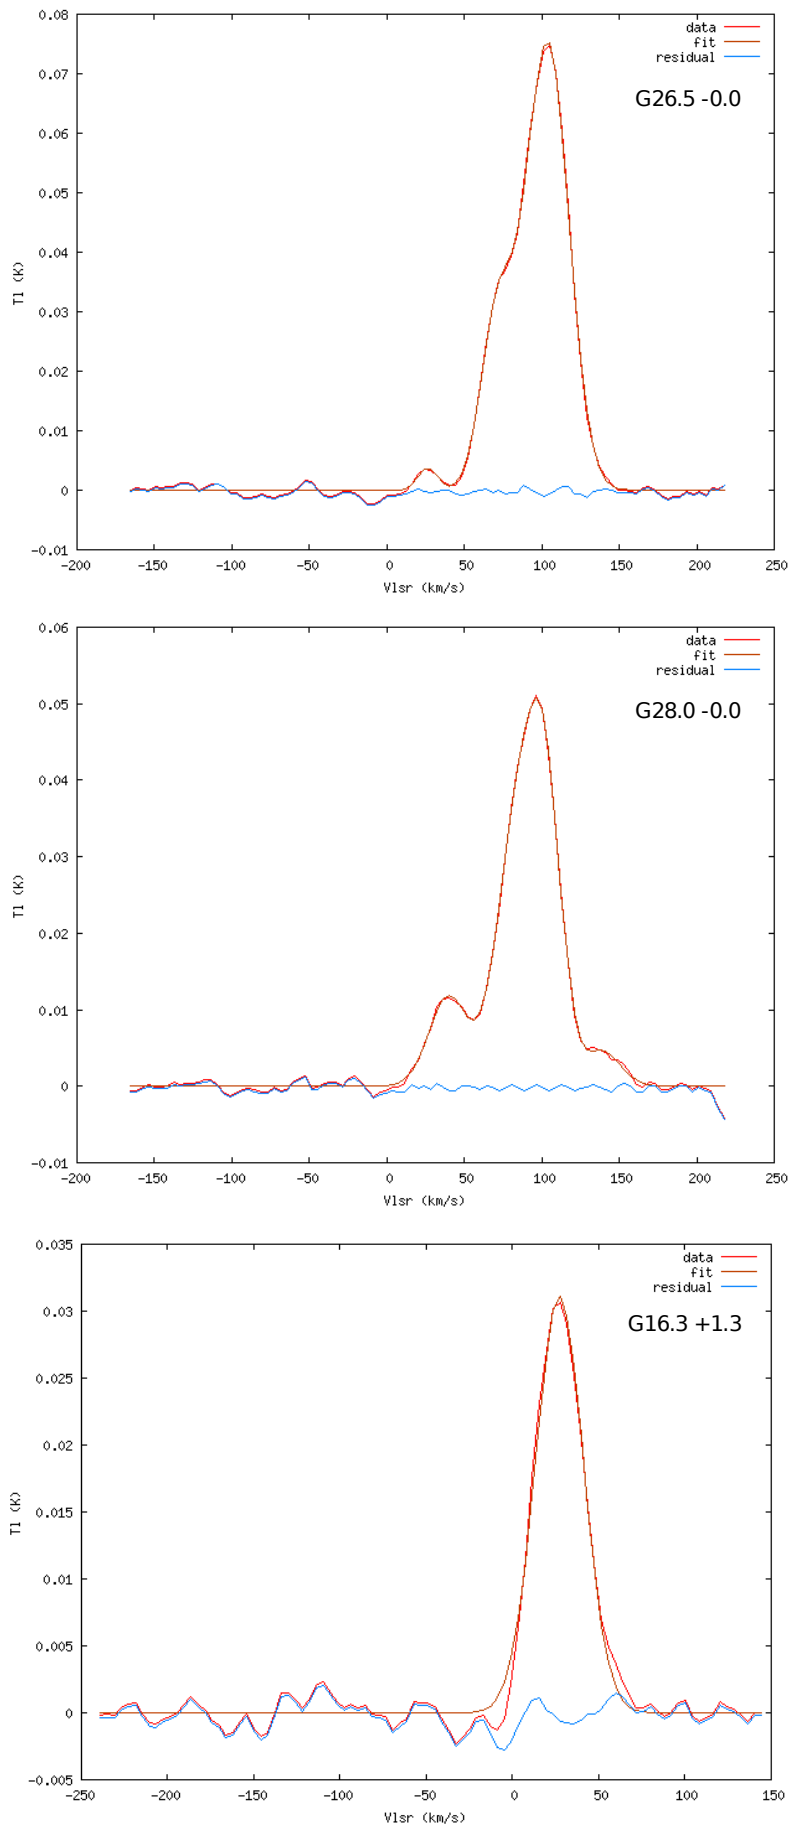 0.08
data
fit
residual
0.07
G26.5 -0.0
0.06
0.05
0.04
Tl (K)
0.03
0.02
0.01
0
-0.01
-200 -150 -100 -50 0 50 100 150 200 250
Vlsr (km/s)
0.06
data
fit
residual
G28.0 -0.0
0.05
0.04
0.03
Tl (K)
0.02
0.01
0
-0.01
-200 -150 -100 -50 0 50 100 150 200 250
Vlsr (km/s)
0.035
data
fit
residual
0.03
G16.3 +1.3
0.025
0.02
0.015
Tl (K)
0.01
0.005
0
-0.005
-250 -200 -150 -100 -50 0 50 100 150
Vlsr (km/s)